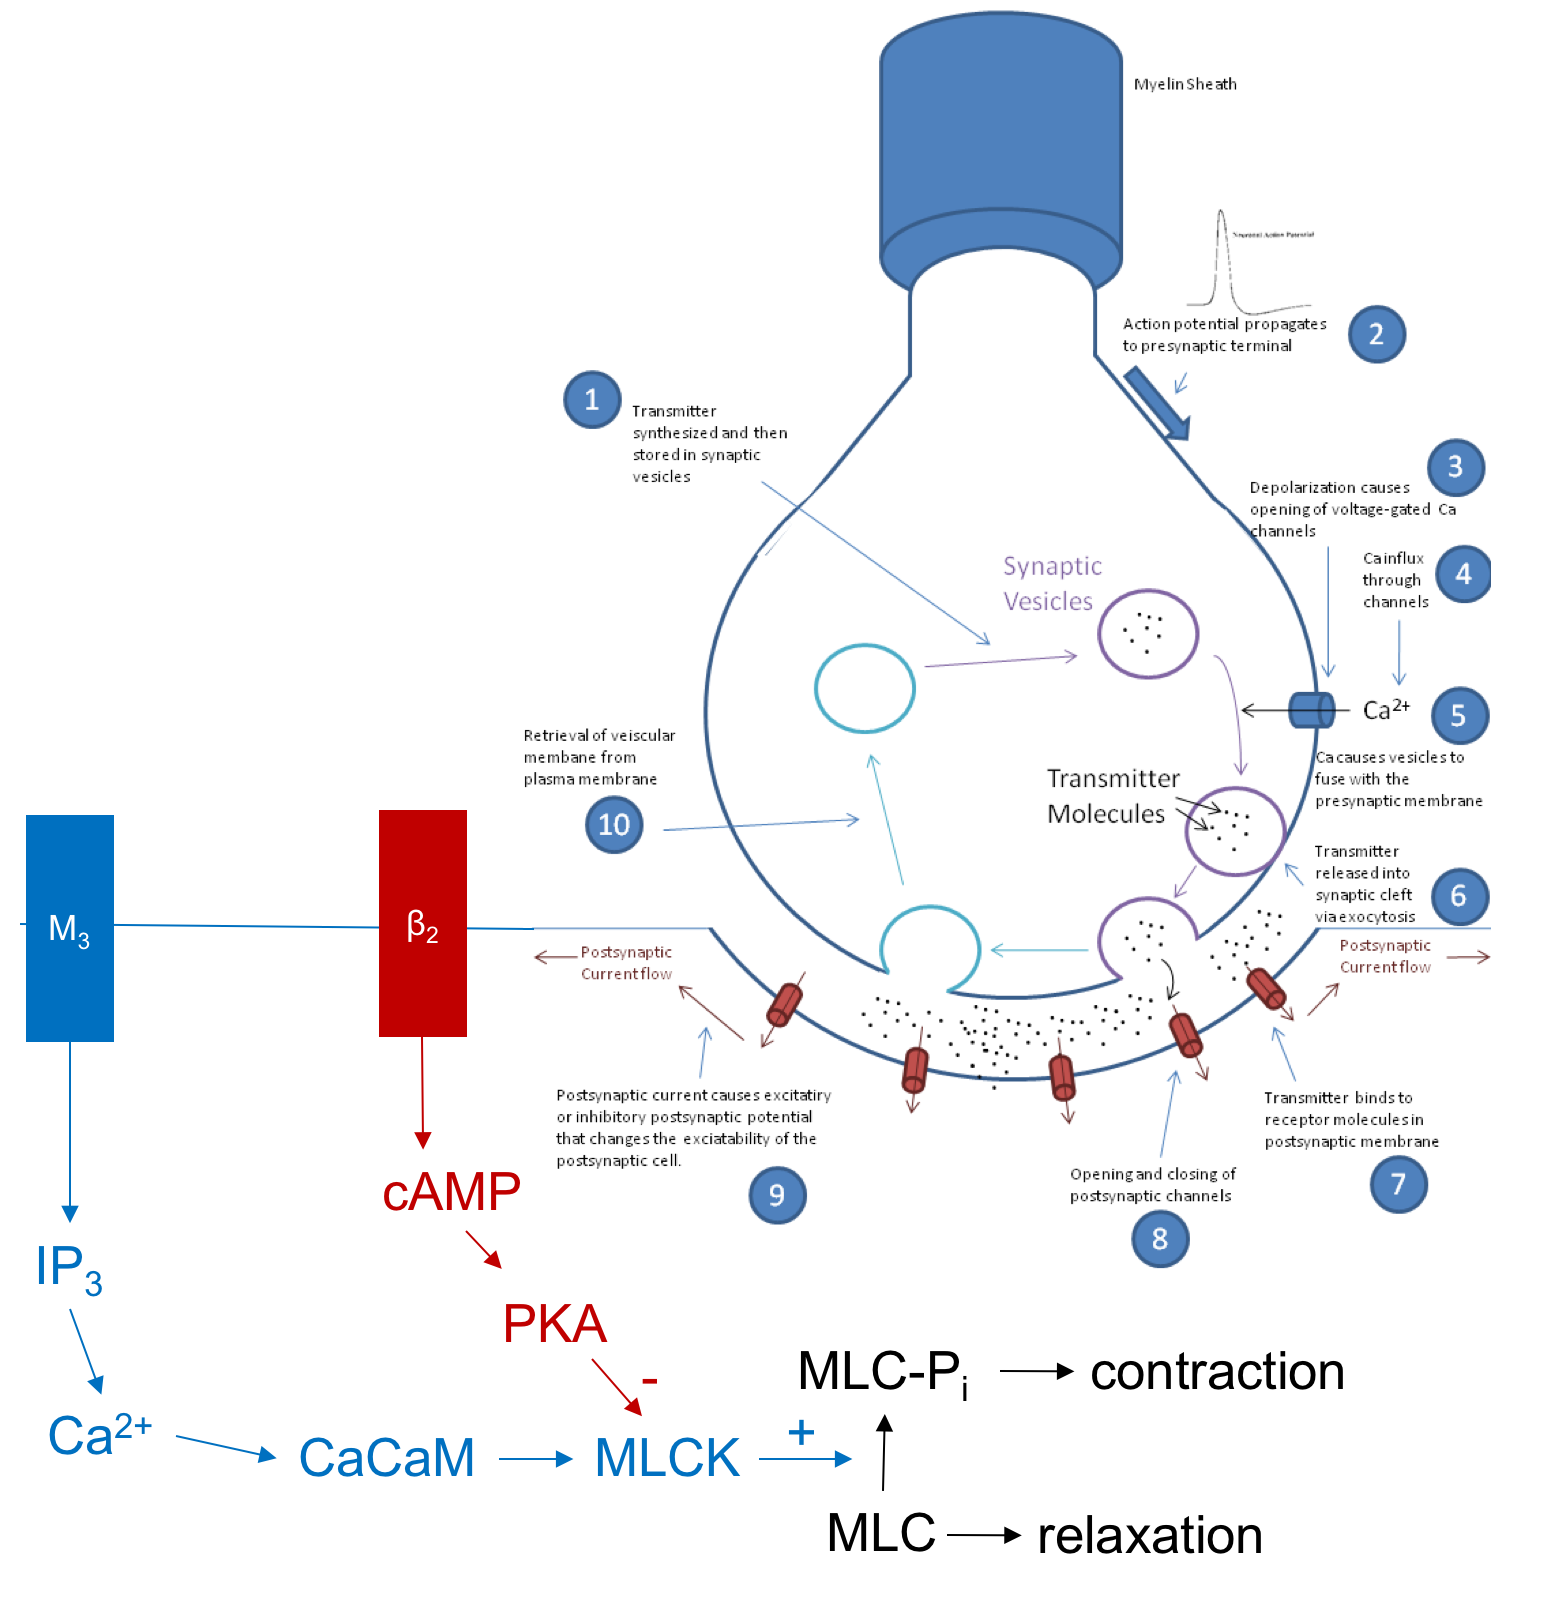 Myelin Sheath
Neuronal Action Potential
Action potential propagates
to presynaptic terminal
2
1
Transmitter
synthesized and then
stored in synaptic
vesicles
3
Depolarization causes
opening of voltage-gated Ca
channels
Ca influx
through
channels
4
Synaptic
Vesicles
Ca2+
5
Ca causes vesicles to
fuse with the
presynaptic membrane
Retrieval of veiscular
membane from
plasma membrane
10
Transmitter
Molecules
Transmitter
released into
synaptic cleft
via exocytosis
6
M3
β2
Postsynaptic
Current flow
Postsynaptic
Current flow
Postsynaptic current causes excitatiry
or inhibitory postsynaptic potential
that changes the exciatability of the
postsynaptic cell.
9
Transmitter binds to
receptor molecules in
postsynaptic membrane
7
Opening and closing of
postsynaptic channels
8
cAMP
IP3
PKA
-
MLC-Pi
contraction
Ca2+
CaCaM
MLCK
+
MLC
relaxation